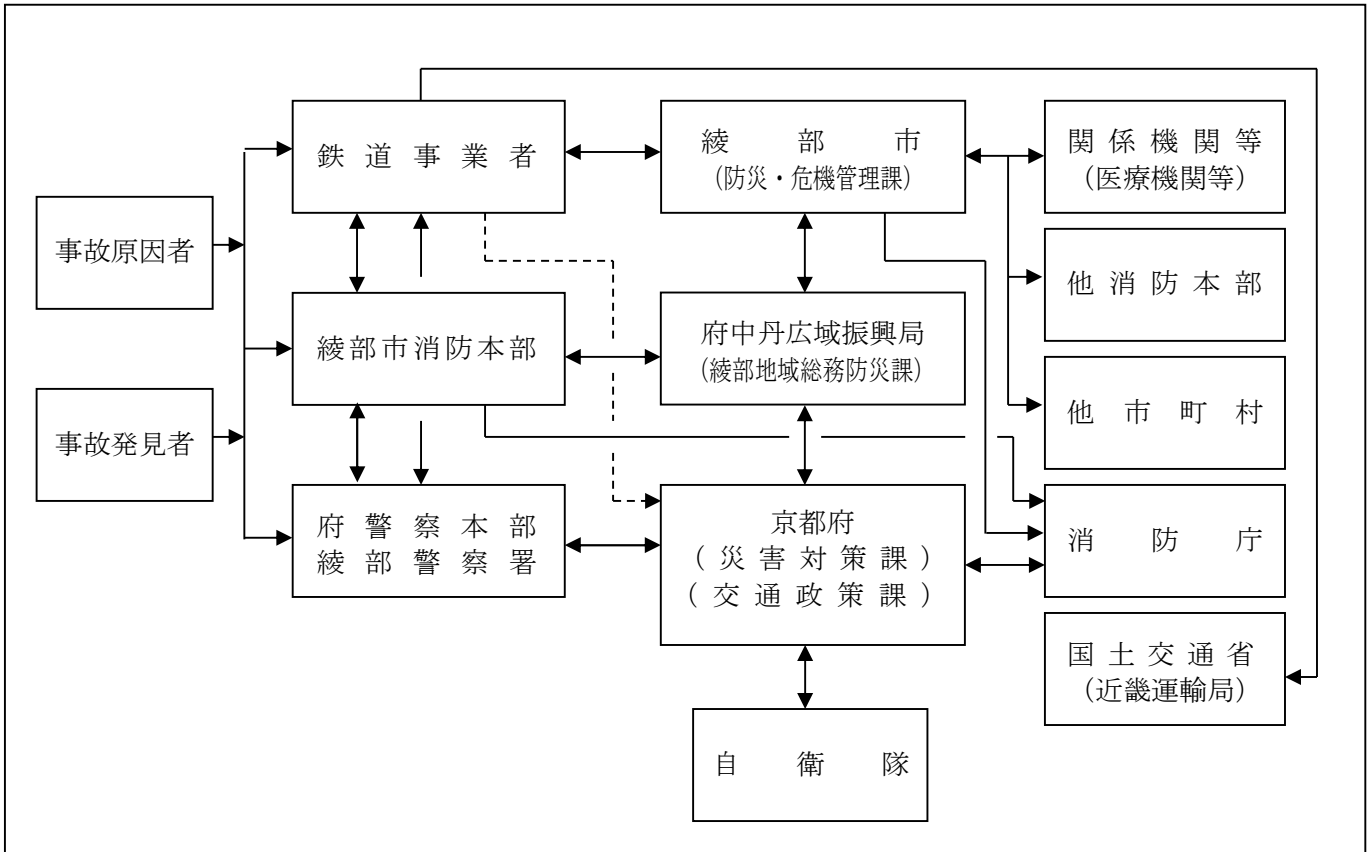 鉄道事業者
綾部市
（防災・危機管理課）
関係機関等
（医療機関等）
事故原因者
他消防本部
綾部市消防本部
府中丹広域振興局
（綾部地域総務防災課）
事故発見者
他市町村
府警察本部
綾部警察署
京都府
（災害対策課）
（交通政策課）
消防庁
国土交通省
（近畿運輸局）
自衛隊